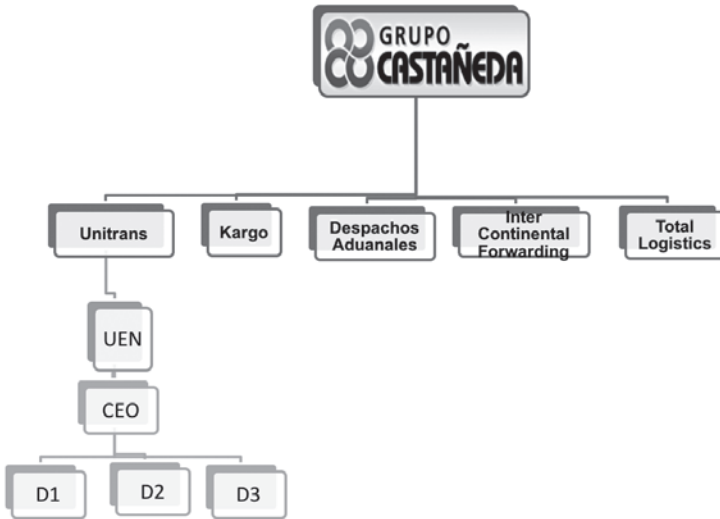 GRUPO
CASTAÑEDA
Unitrans
Kargo
Despachos
Aduanales
Inter
Continental
Forwarding
Total
Logistics
UEN
CEO
D1
D2
D3